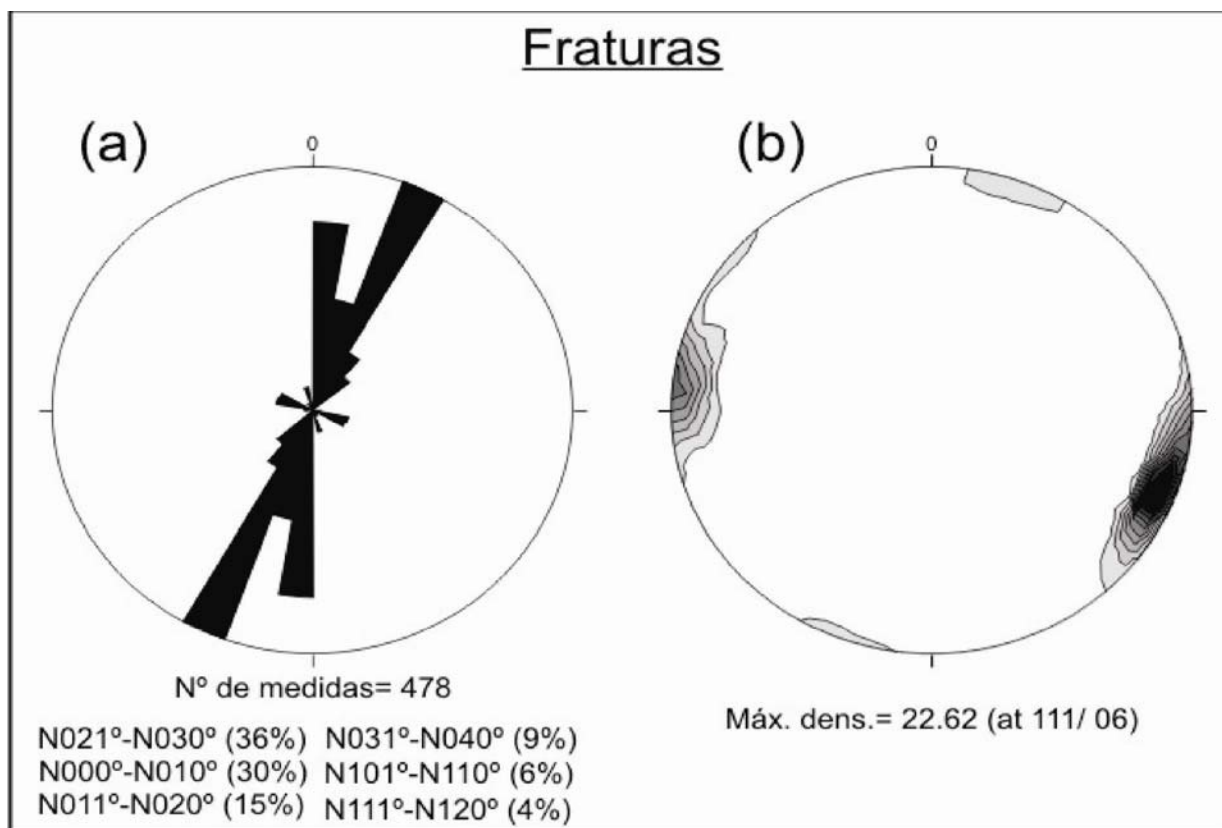 Fraturas
(a)
(b)
0
0
Nº de medidas= 478
N021º-N030º (36%) N031º-N040º (9%)
N000º-N010º (30%) N101º-N110º (6%)
N011º-N020º (15%) N111º-N120º (4%)
Máx. dens.= 22.62 (at 111/ 06)